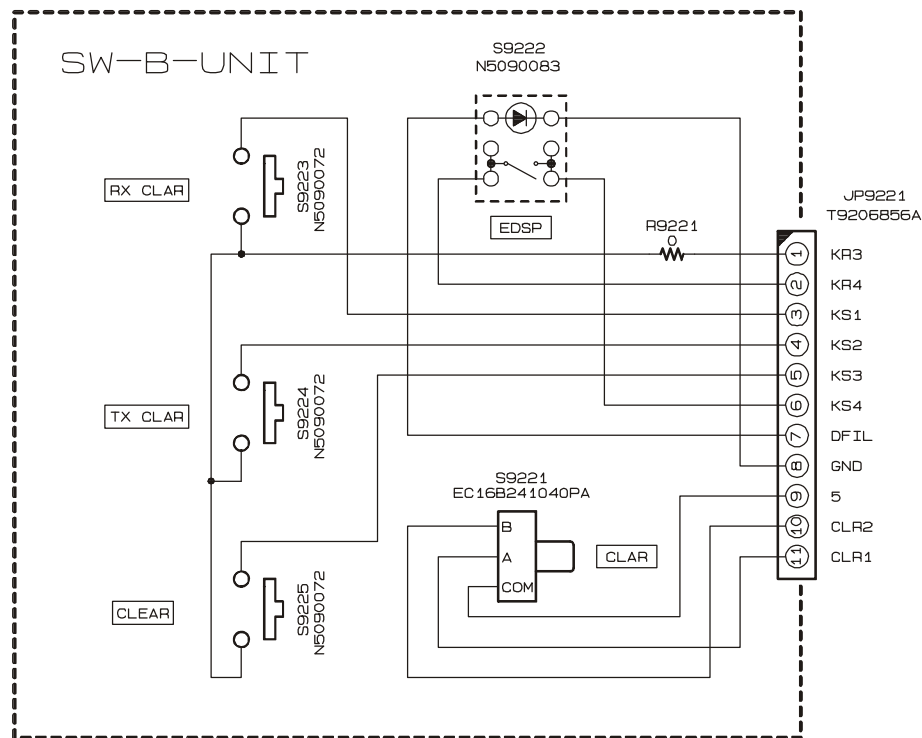 SW-B-UNIT
S9222
N5090083
EDSP
RX CLAR
S9223
N5090072
R9221
0
JP9221
T9206856A
1 KR3
2 KR4
3 KS1
4 KS2
5 KS3
6 KS4
7 DFIL
8 GND
9 5
10 CLR2
11 CLR1
TX CLAR
S9224
N5090072
S9221
EC16B241040PA
B
A
COM
CLAR
CLEAR
S9225
N5090072